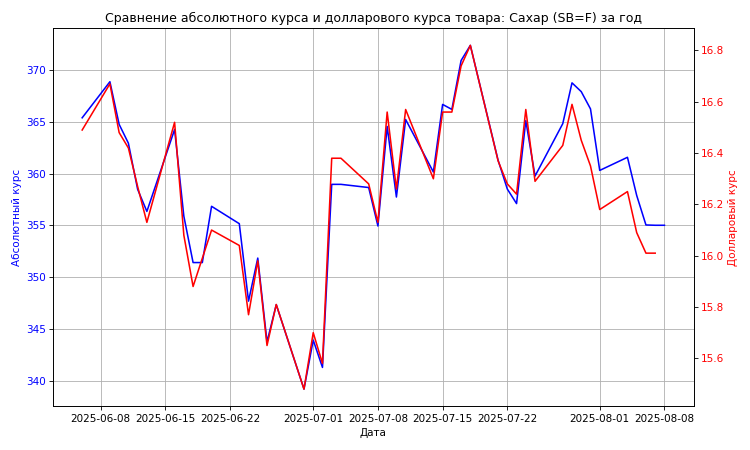 Сравнение абсолютного курса и долларового курса товара: Сахар (SB=F) за год
Абсолютный курс
370
365
360
355
350
345
340
16.8
16.6
16.4
16.2
16.0
15.8
15.6
Долларовый курс
2025-06-08 2025-06-15 2025-06-22 2025-07-01 2025-07-08 2025-07-15 2025-07-22 2025-08-01 2025-08-08
Дата